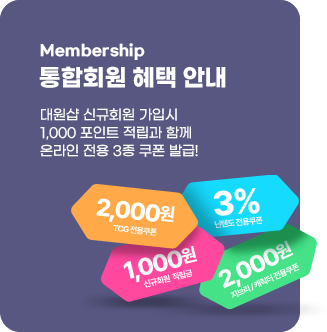 Membership
통합회원 혜택 안내
대원샵 신규회원 가입시
1,000 포인트 적립과 함께
온라인 전용 3종 쿠폰 발급!
2,000원
TCG 전용쿠폰
3%
닌텐도 전용쿠폰
1,000원
신규회원 적립금
2,000원
지브리 / 캐릭터 전용쿠폰